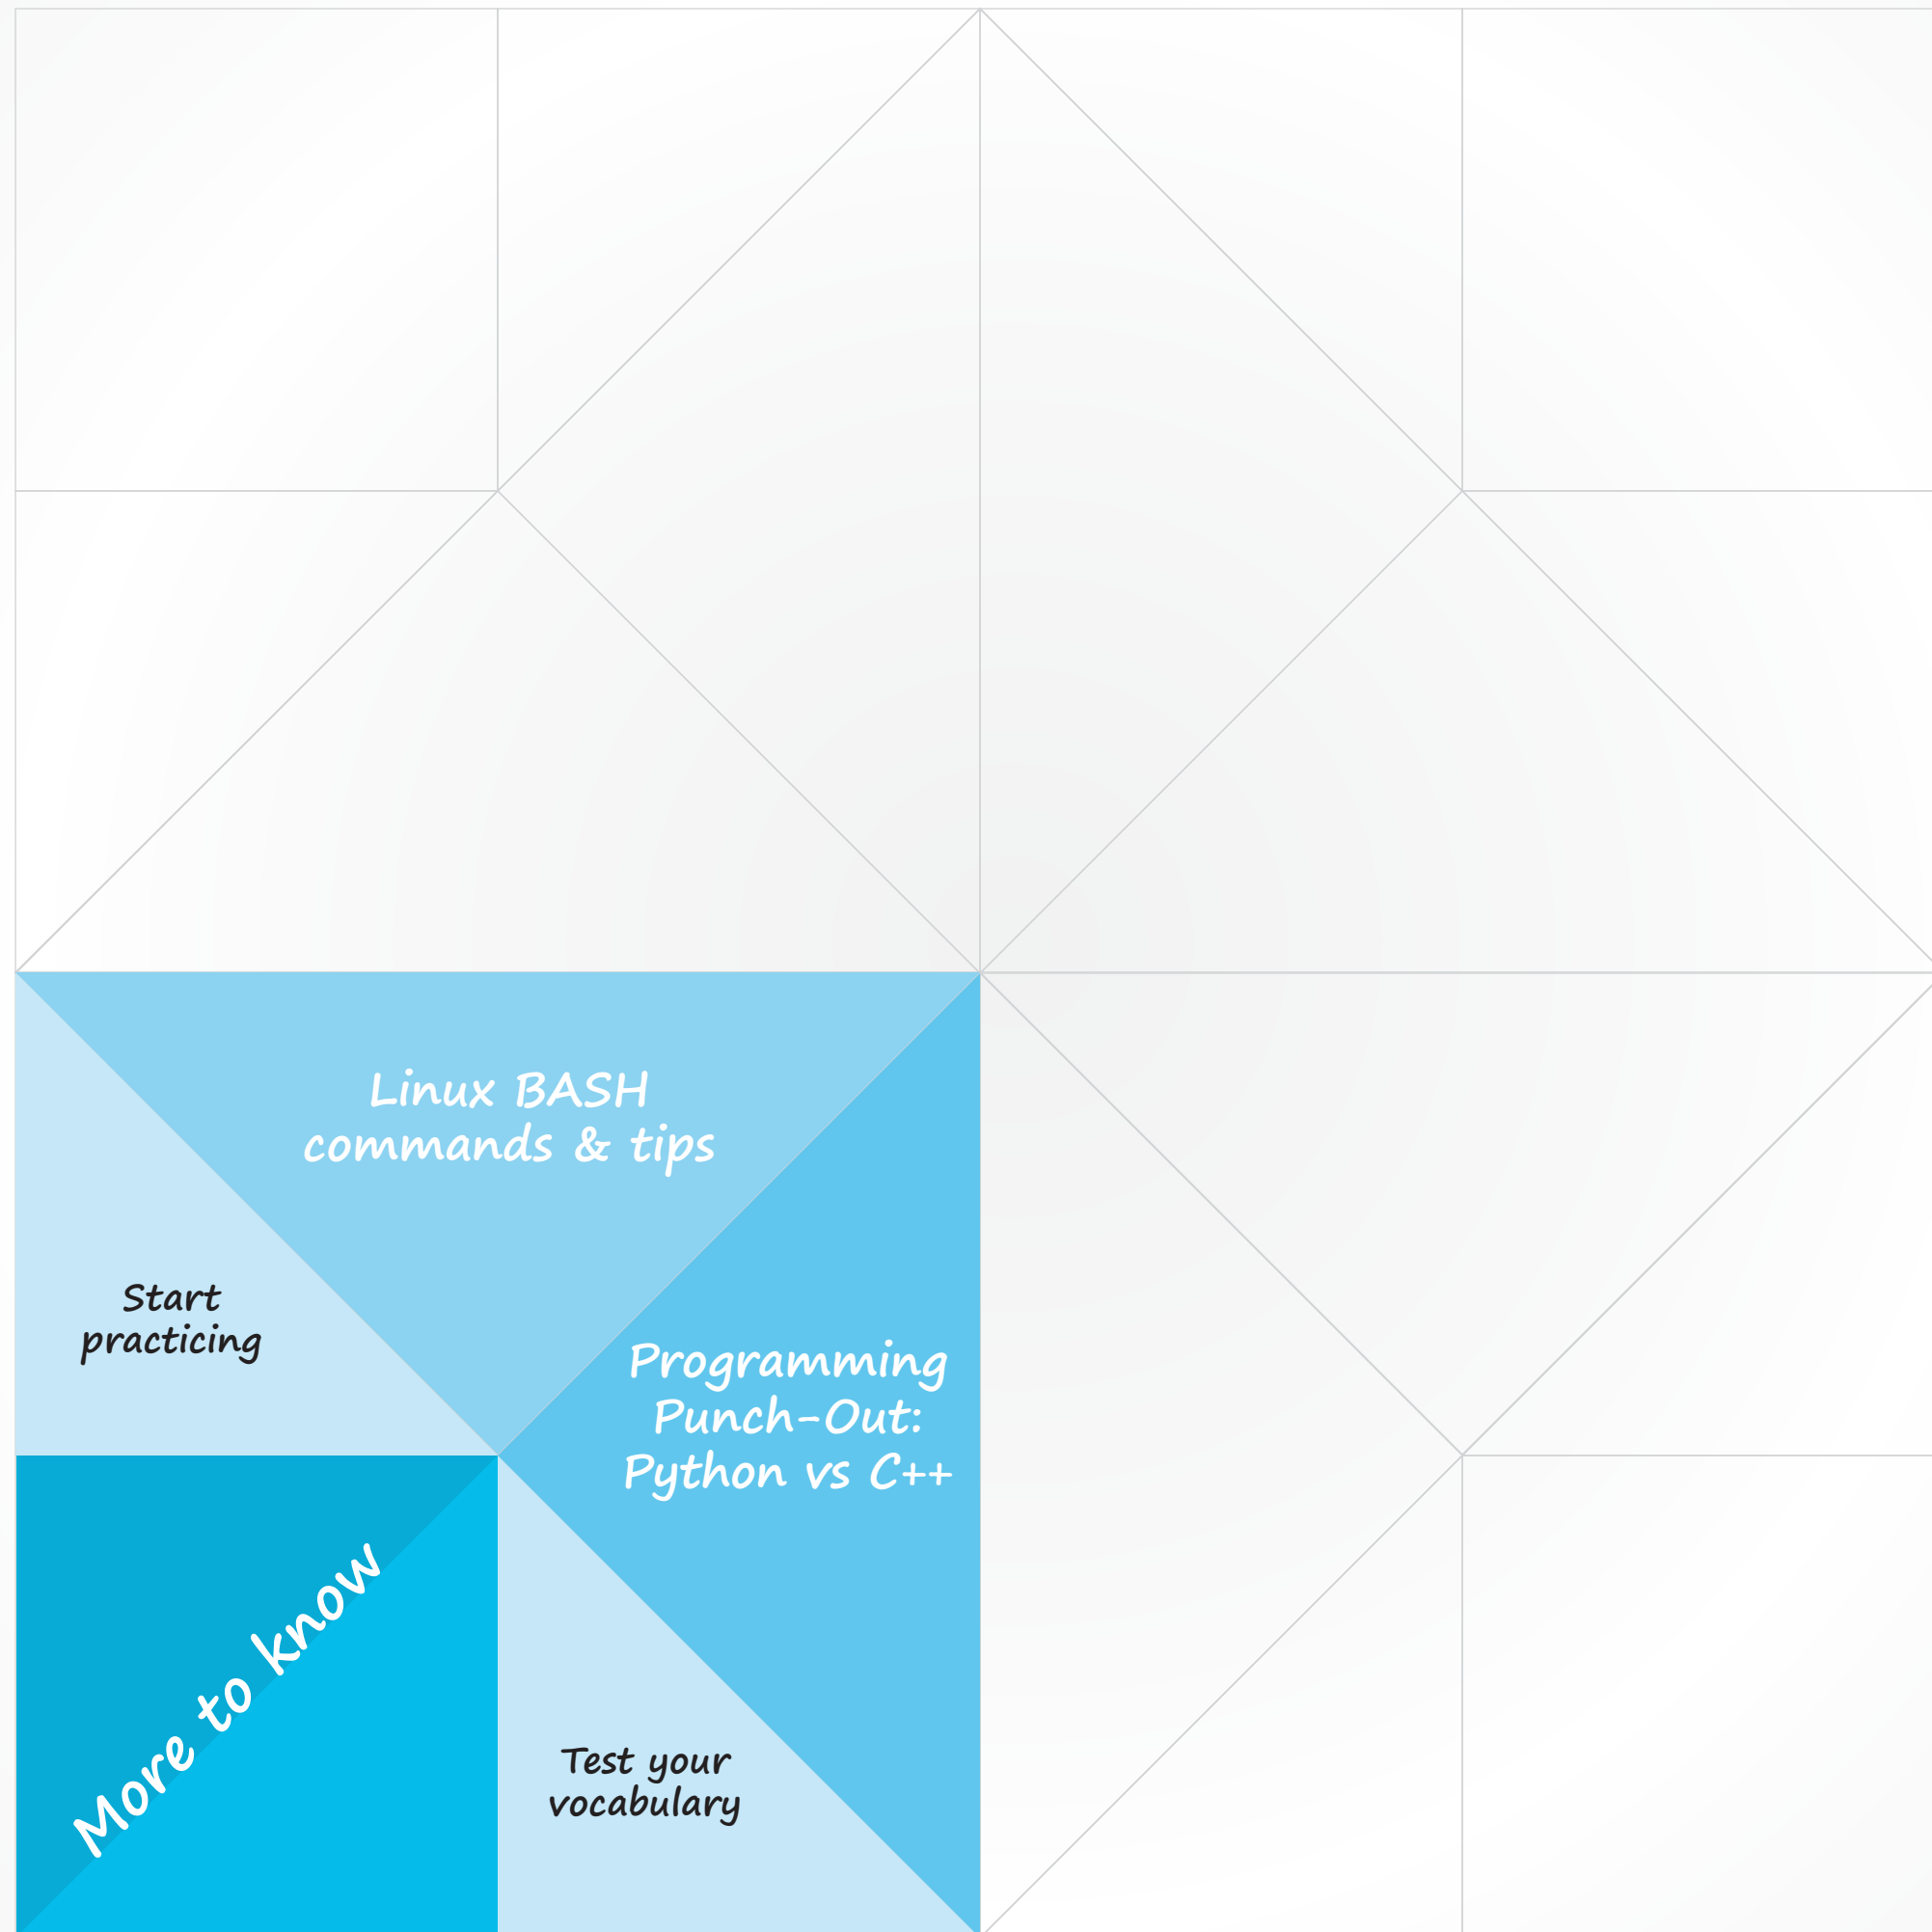 Linux BASH
commands & tips
Start
practicing
Programming
Punch-Out:
Python vs C++
More to know
Test your
vocabulary